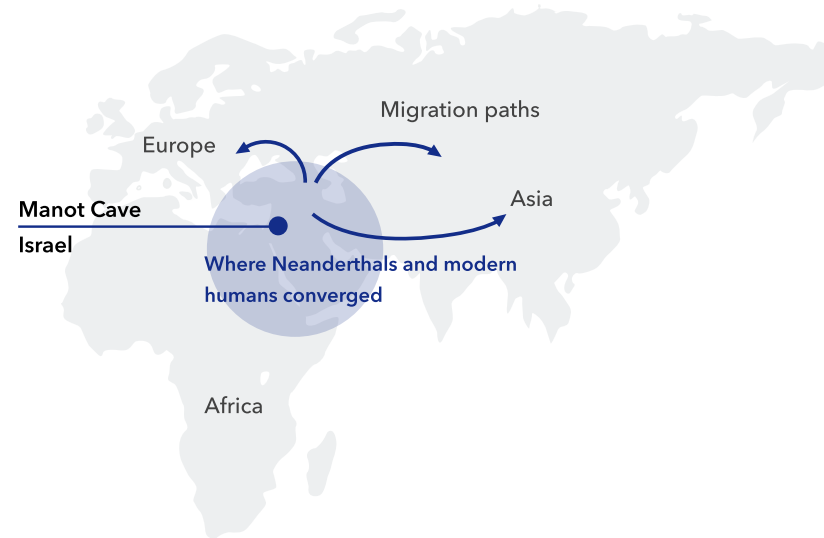 Migration paths
Europe
Asia
Manot Cave
Israel
Where Neanderthals and modern
humans converged
Africa